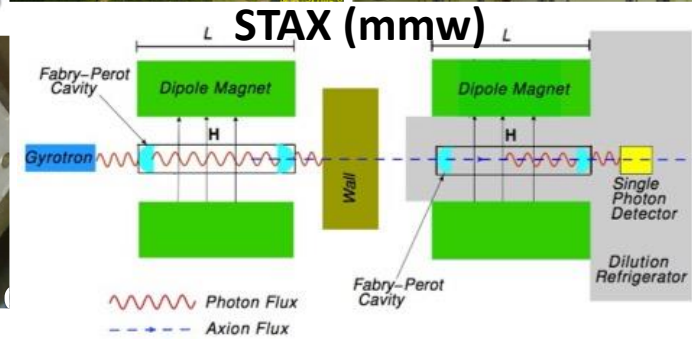 STAX (mmw)
L
L
Fabry-Perot
Cavity
Dipole Magnet
Dipole Magnet
H
H
Gyrotron
Wall
Single
Photon
Detector
Fabry-Perot
Cavity
Dilution
Refrigerator
Photon Flux
Axion Flux